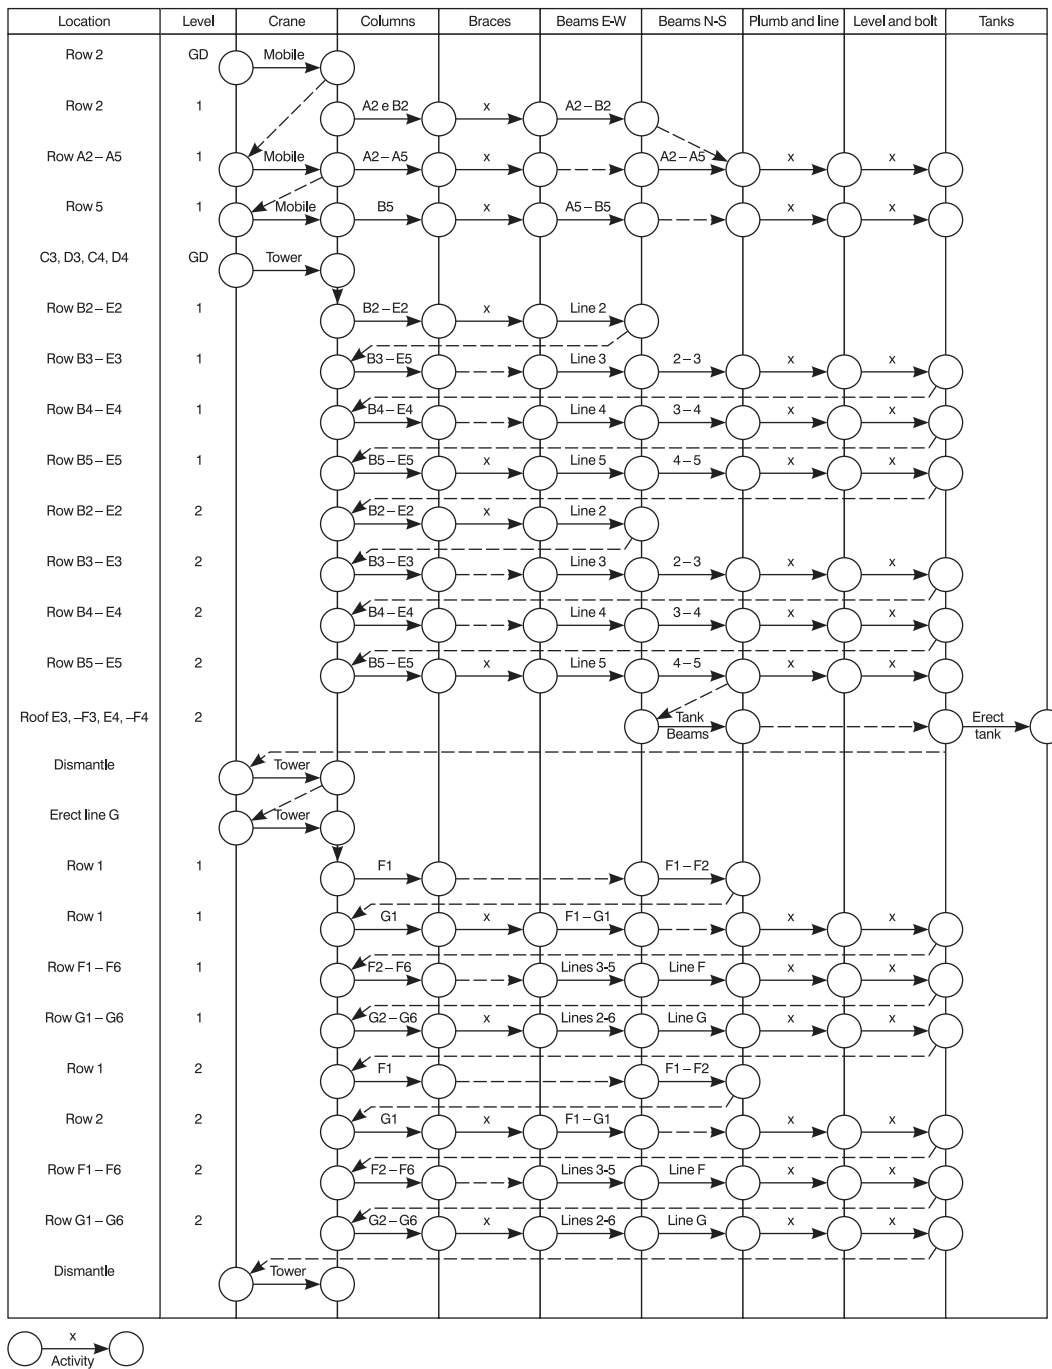 Location Level Crane Columns Braces Beams E-W Beams N-S Plumb and line Level and bolt Tanks
Row 2 GD Mobile
Row 2 1 A2 e B2 x A2 – B2
Row A2 – A5 1 Mobile A2 – A5 x A2 – A5 x x
Row 5 1 Mobile B5 x A5 – B5 x x
C3, D3, C4, D4 GD Tower
Row B2 – E2 1 B2 – E2 x Line 2
Row B3 – E3 1 B3 – E5 Line 3 2 – 3 x x
Row B4 – E4 1 B4 – E4 Line 4 3 – 4 x x
Row B5 – E5 1 B5 – E5 x Line 5 4 – 5 x x
Row B2 – E2 2 B2 – E2 x Line 2
Row B3 – E3 2 B3 – E3 Line 3 2 – 3 x x
Row B4 – E4 2 B4 – E4 Line 4 3 – 4 x x
Row B5 – E5 2 B5 – E5 x Line 5 4 – 5 x x
Roof E3, –F3, E4, –F4 2 Tank Erect
Beams tank
Dismantle Tower
Erect line G Tower
Row 1 1 F1 F1 – F2
Row 1 1 G1 x F1 – G1 x x
Row F1 – F6 1 F2 – F6 Lines 3-5 Line F x x
Row G1 – G6 1 G2 – G6 x Lines 2-6 Line G x x
Row 1 2 F1 F1 – F2
Row 2 2 G1 x F1 – G1 x x
Row F1 – F6 2 F2 – F6 Lines 3-5 Line F x x
Row G1 – G6 2 G2 – G6 x Lines 2-6 Line G x x
Dismantle Tower
x
Activity